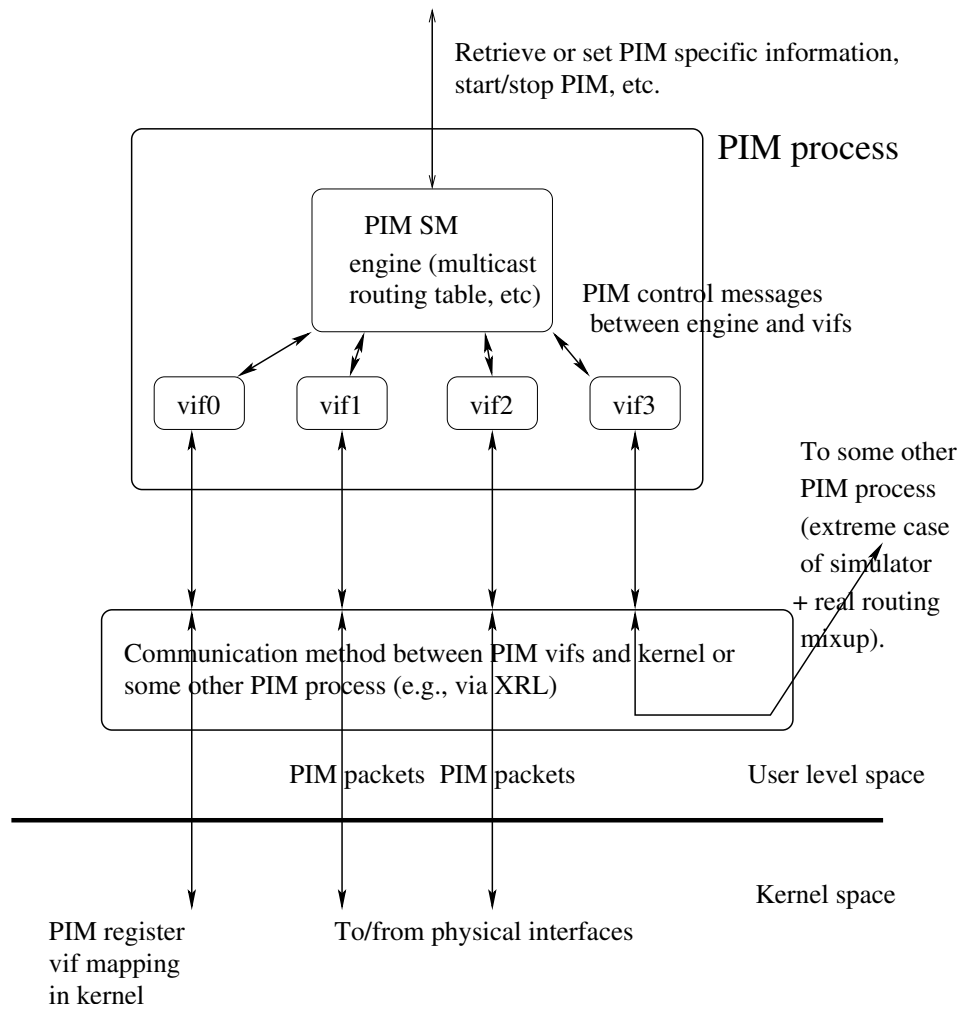 Retrieve or set PIM specific information,
start/stop PIM, etc.
PIM process
PIM SM
engine (multicast
routing table, etc)
PIM control messages
between engine and vifs
vif0
vif1
vif2
vif3
To some other
PIM process
(extreme case
of simulator
+ real routing
mixup).
Communication method between PIM vifs and kernel or
some other PIM process (e.g., via XRL)
PIM packets
PIM packets
User level space
Kernel space
PIM register
vif mapping
in kernel
To/from physical interfaces